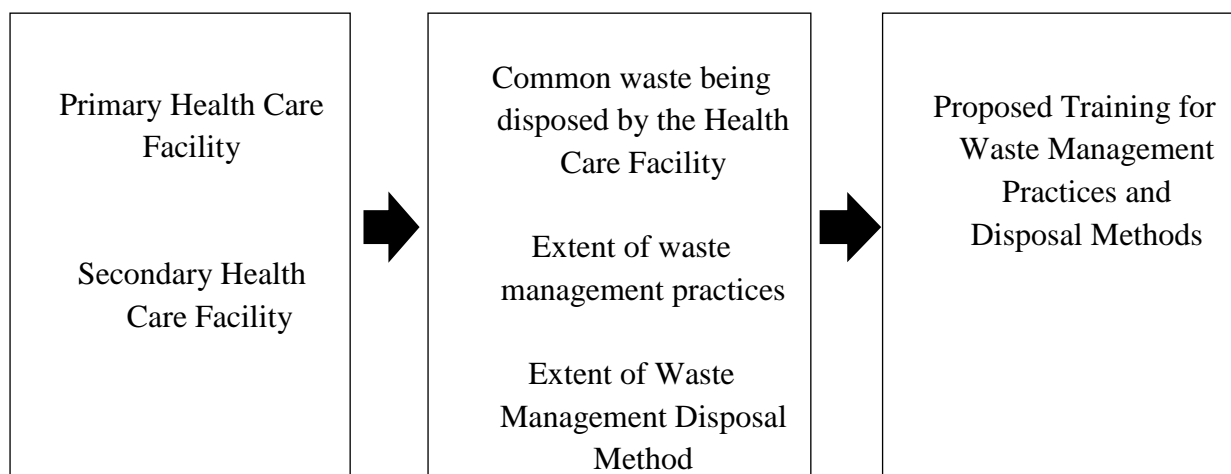 Primary Health Care
Facility
Secondary Health
Care Facility
Common waste being
disposed by the Health
Care Facility
Extent of waste
management practices
Extent of Waste
Management Disposal
Method
Proposed Training for
Waste Management
Practices and
Disposal Methods